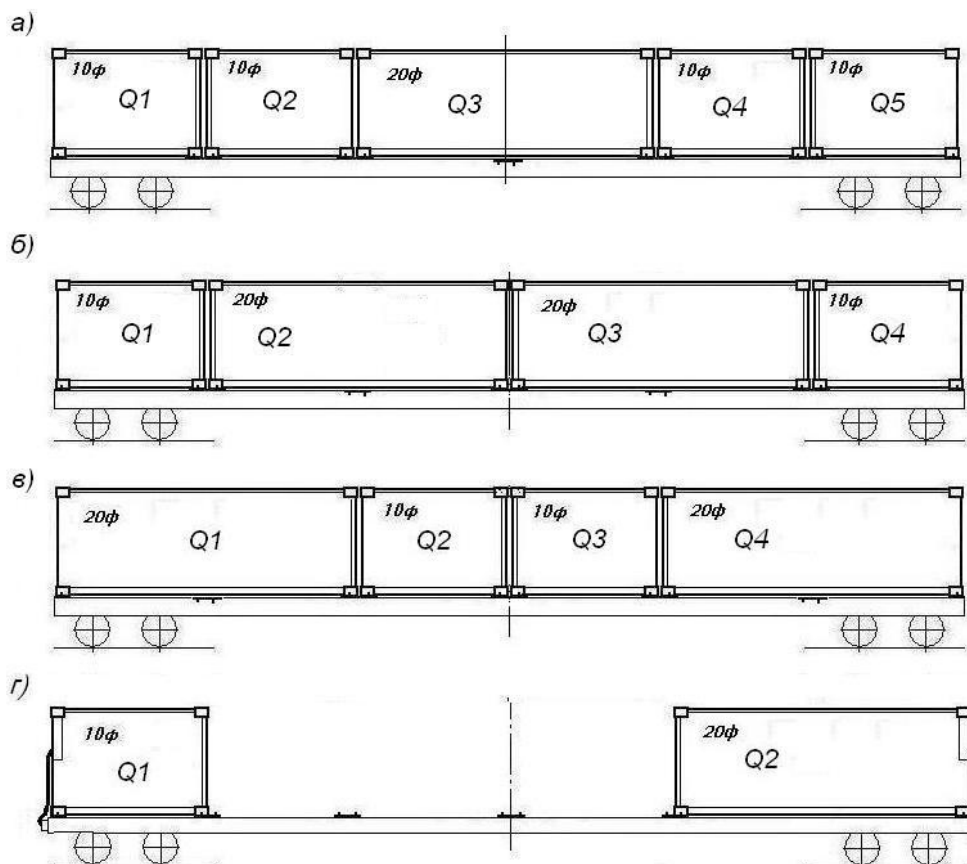 а)
10ф 10ф 20ф 10ф 10ф
Q1 Q2 Q3 Q4 Q5
б)
10ф 20ф 20ф 10ф
Q1 Q2 Q3 Q4
в)
20ф 10ф 10ф 20ф
Q1 Q2 Q3 Q4
г)
10ф 20ф
Q1 Q2